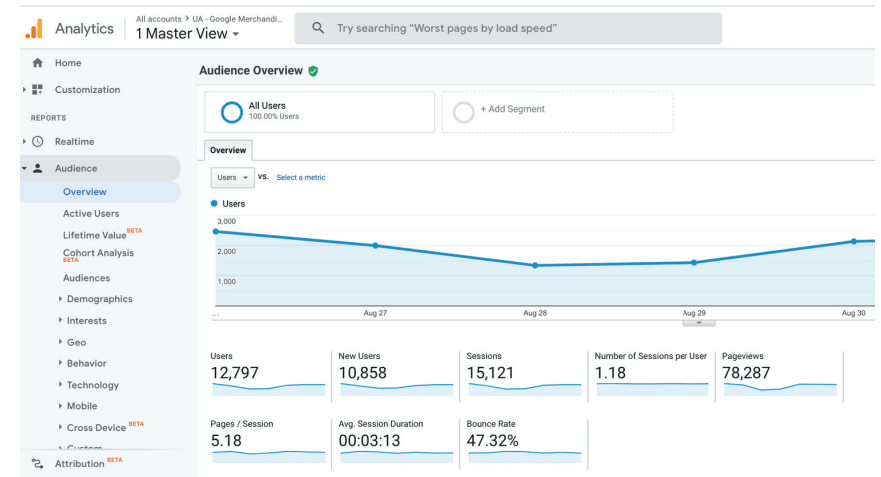 All accounts > UA - Google Merchandi...
Analytics
1 Master View
Try searching “Worst pages by load speed”
Home
Customization
REPORTS
Realtime
Audience
Overview
Active Users
Lifetime Value BETA
Cohort Analysis
BETA
Audiences
Demographics
Interests
Geo
Behavior
Technology
Mobile
Cross Device BETA
Custom
Attribution BETA
Audience Overview
All Users
100.00% Users
+ Add Segment
Overview
Users VS. Select a metric
Users
3,000
2,000
1,000
... Aug 27 Aug 28 Aug 29 Aug 30
Users New Users Sessions Number of Sessions per User Pageviews
12,797 10,858 15,121 1.18 78,287
Pages / Session Avg. Session Duration Bounce Rate
5.18 00:03:13 47.32%